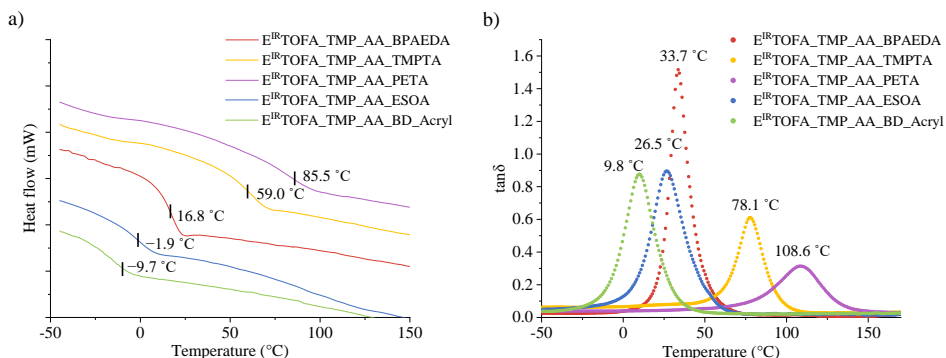 a)
E^IR TOFA_TMP_AA_BPAEDA
E^IR TOFA_TMP_AA_TMPTA
E^IR TOFA_TMP_AA_PETA
E^IR TOFA_TMP_AA_ESOA
E^IR TOFA_TMP_AA_BD_Acryl
Heat flow (mW)
85.5 °C
59.0 °C
16.8 °C
−1.9 °C
−9.7 °C
-50 0 50 100 150
Temperature (°C)
b)
E^IR TOFA_TMP_AA_BPAEDA
E^IR TOFA_TMP_AA_TMPTA
E^IR TOFA_TMP_AA_PETA
E^IR TOFA_TMP_AA_ESOA
E^IR TOFA_TMP_AA_BD_Acryl
tanδ
1.6
1.4
1.2
1.0
0.8
0.6
0.4
0.2
0.0
33.7 °C
26.5 °C
9.8 °C
78.1 °C
108.6 °C
-50 0 50 100 150
Temperature (°C)